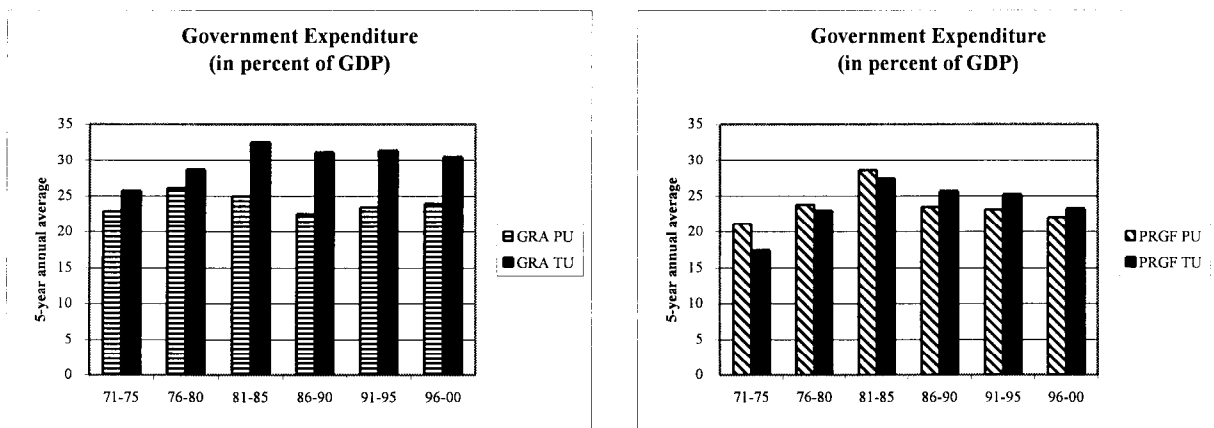 Government Expenditure
(in percent of GDP)
35
30
25
20
15
10
5
0
5-year annual average
71-75 76-80 81-85 86-90 91-95 96-00
GRA PU
GRA TU
Government Expenditure
(in percent of GDP)
35
30
25
20
15
10
5
0
5-year annual average
71-75 76-80 81-85 86-90 91-95 96-00
PRGF PU
PRGF TU